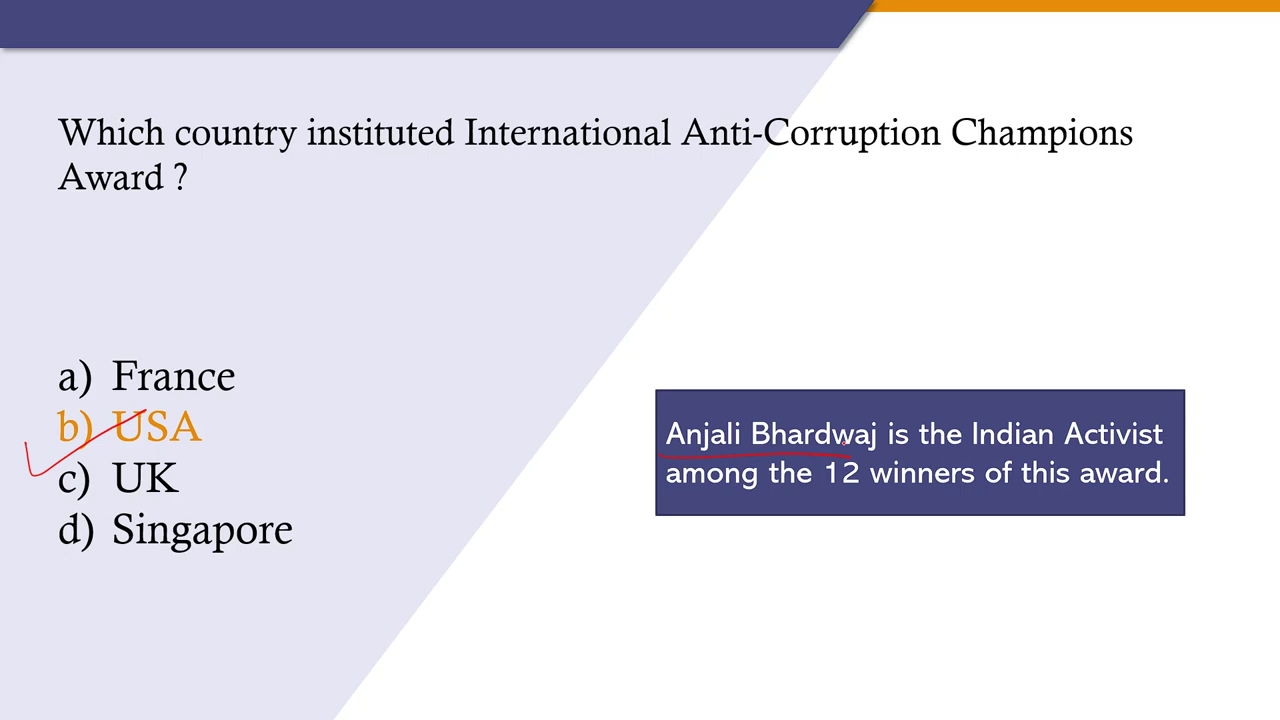 Which country instituted International Anti-Corruption Champions
Award ?
a) France
b) USA
c) UK
d) Singapore
Anjali Bhardwaj is the Indian Activist
among the 12 winners of this award.